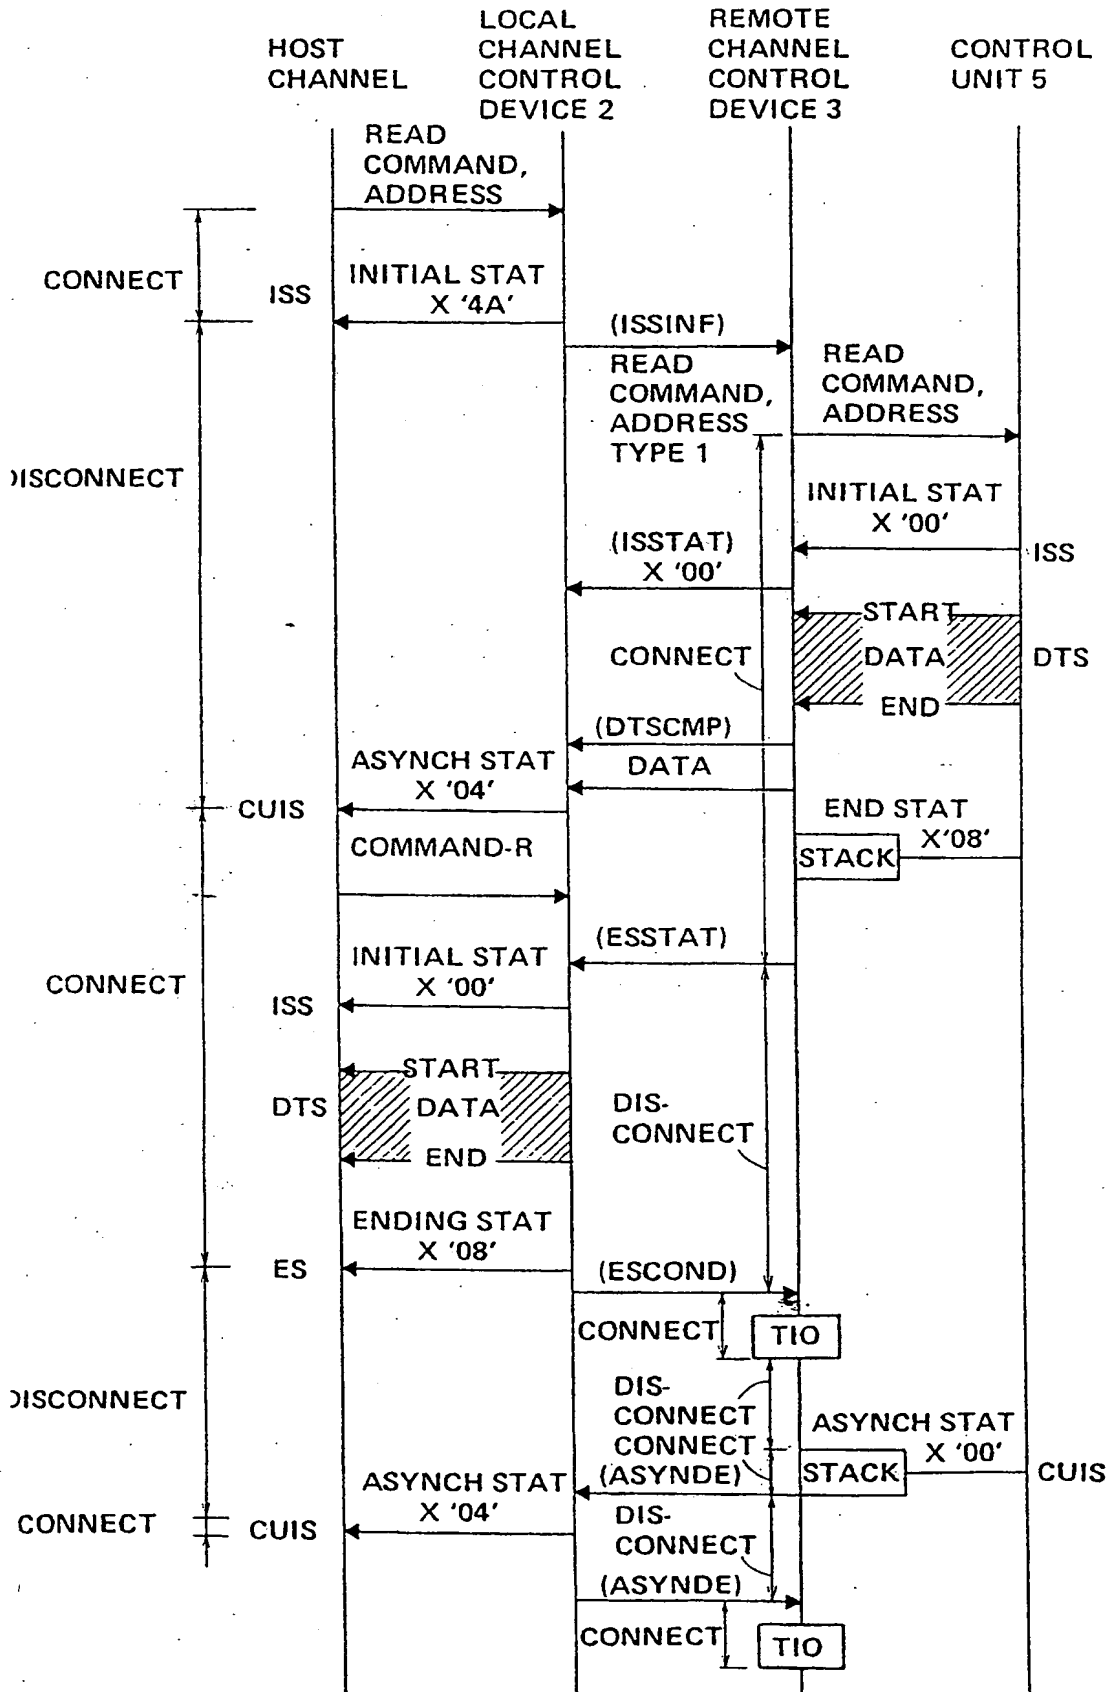 HOST
CHANNEL
LOCAL
CHANNEL
CONTROL
DEVICE 2
REMOTE
CHANNEL
CONTROL
DEVICE 3
CONTROL
UNIT 5
READ
COMMAND,
ADDRESS
CONNECT
ISS
INITIAL STAT
X '4A'
(ISSINF)
READ
COMMAND,
ADDRESS
TYPE 1
READ
COMMAND,
ADDRESS
DISCONNECT
INITIAL STAT
X '00'
ISS
(ISSTAT)
X '00'
START
DATA
END
DTS
CONNECT
(DTSCMP)
DATA
ASYNCH STAT
X '04'
CUIS
END STAT
X'08'
STACK
COMMAND-R
(ESSTAT)
CONNECT
INITIAL STAT
X '00'
ISS
START
DATA
END
DTS
DIS-
CONNECT
ENDING STAT
X '08'
ES
(ESCOND)
CONNECT
TIO
DISCONNECT
DIS-
CONNECT
CONNECT
(ASYNDE)
ASYNCH STAT
X '00'
STACK
CUIS
ASYNCH STAT
X '04'
CONNECT
CUIS
DIS-
CONNECT
(ASYNDE)
CONNECT
TIO